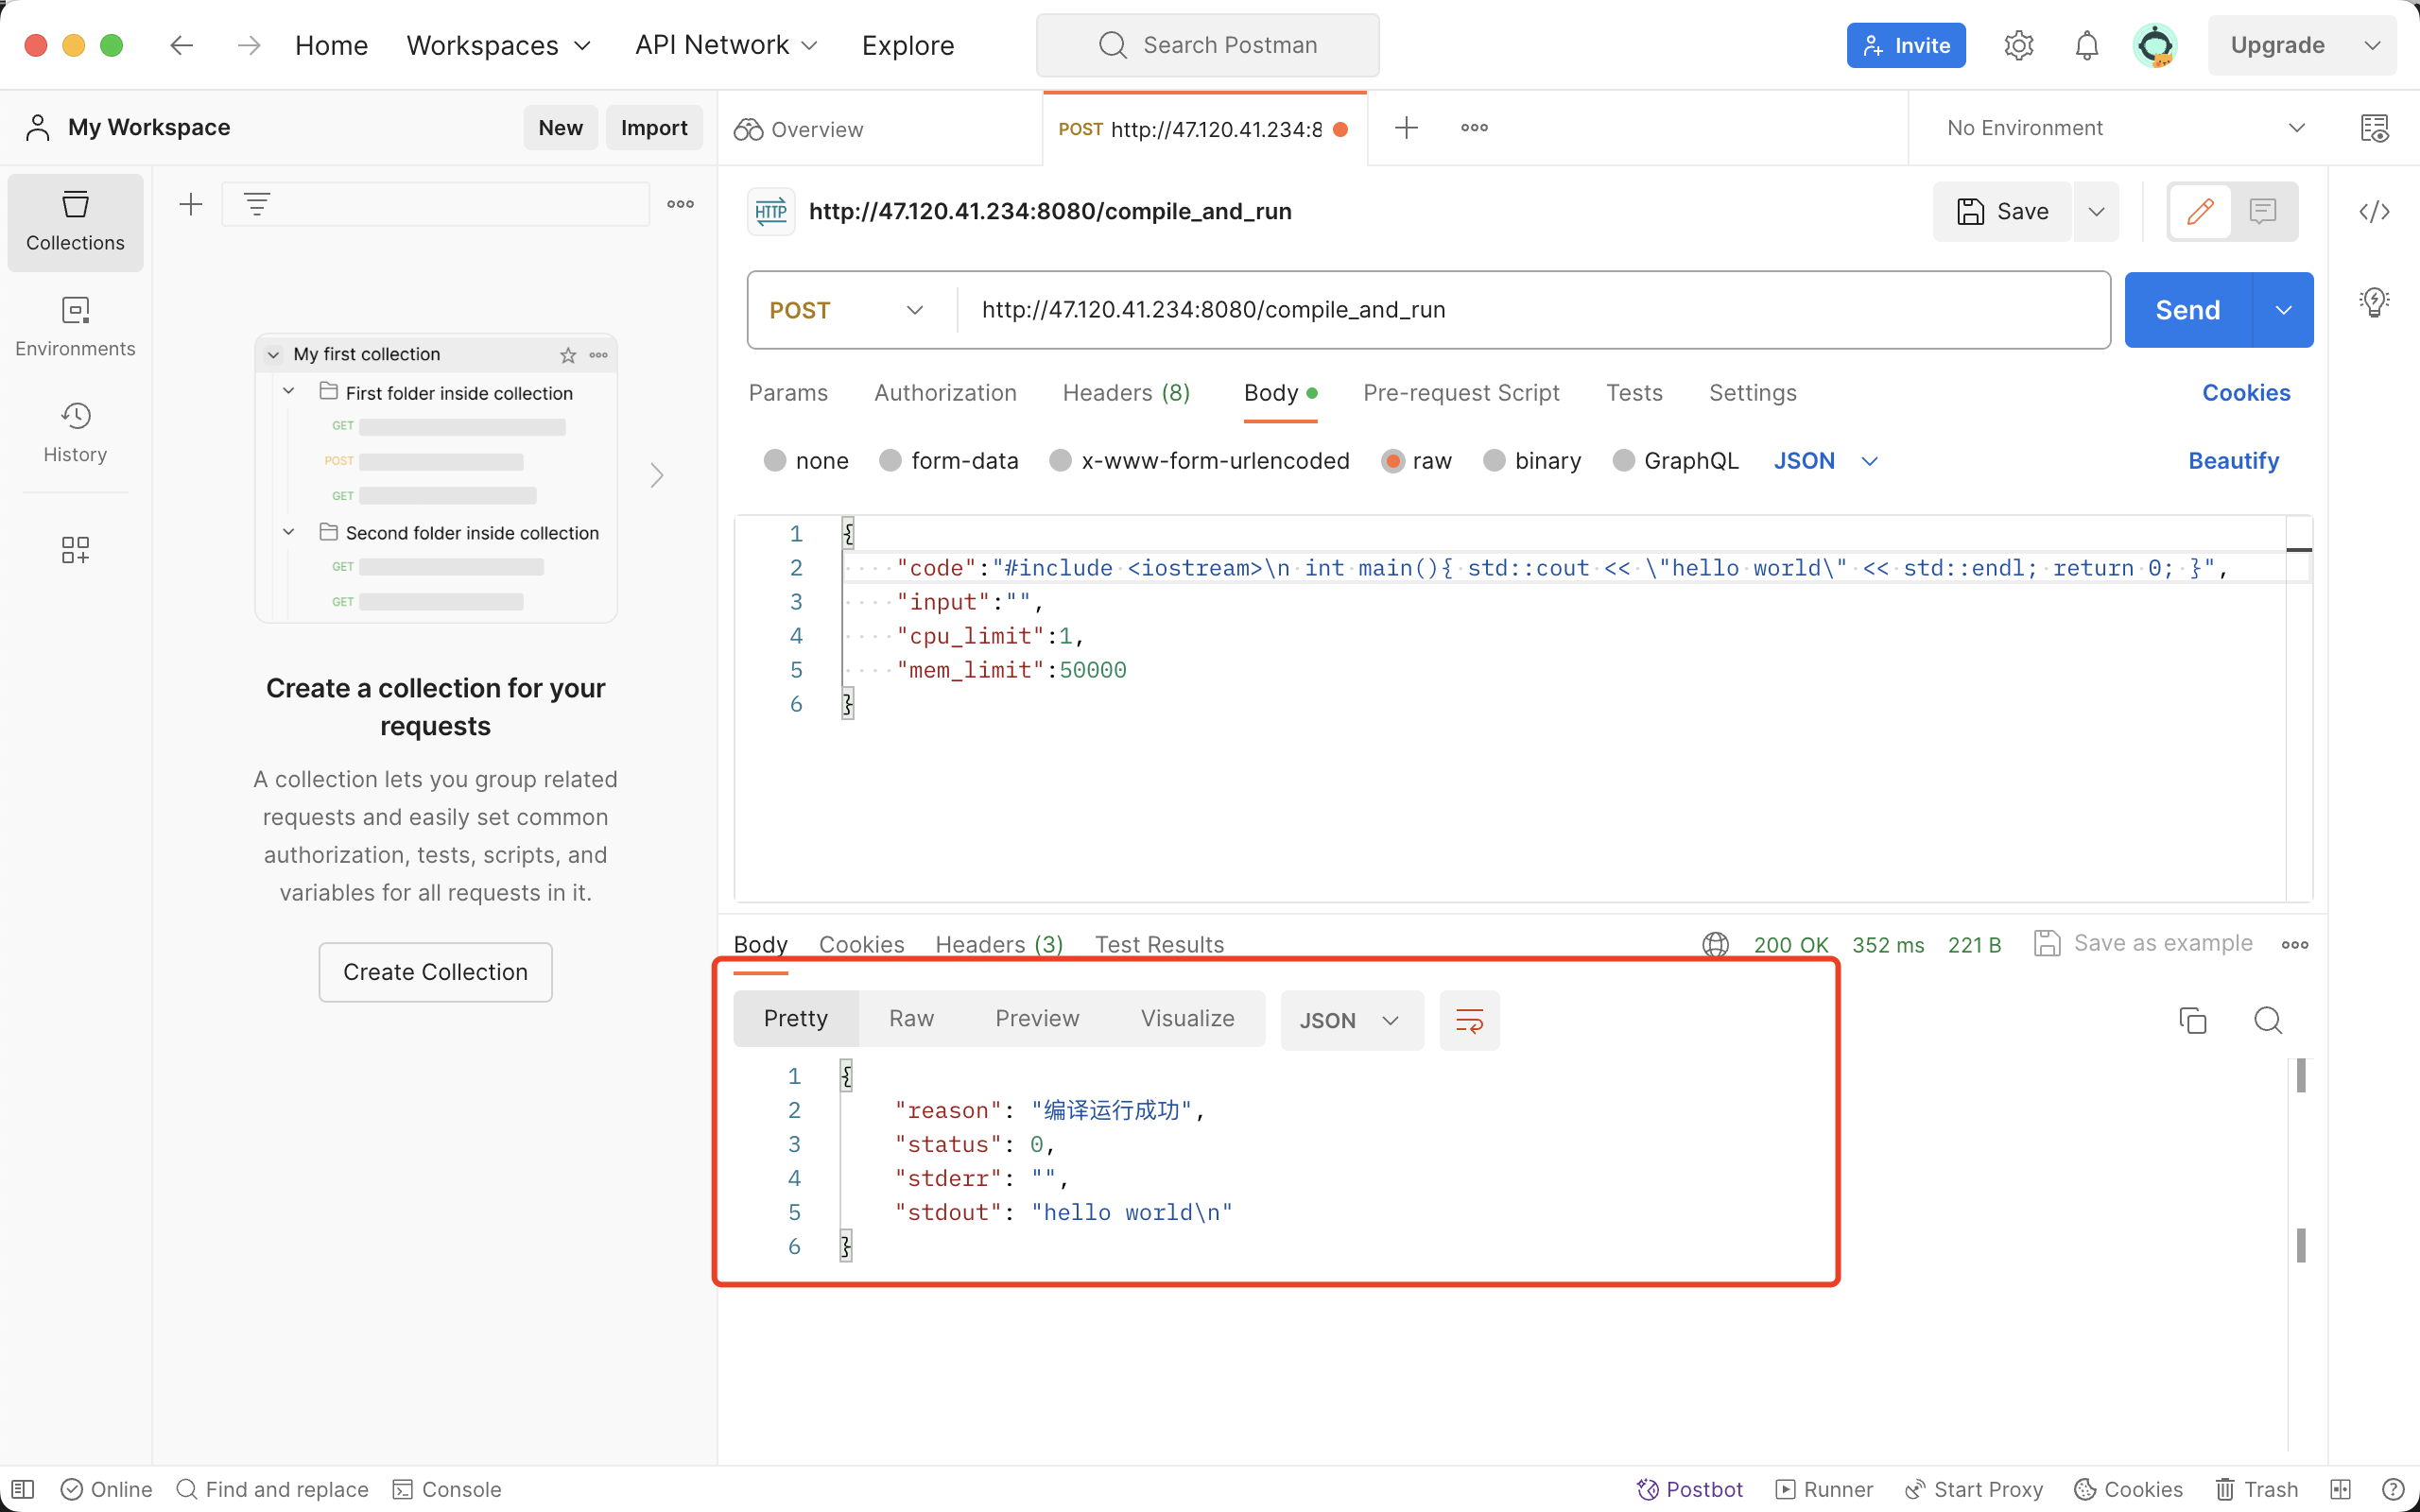 Home Workspaces API Network Explore Search Postman Invite Upgrade
My Workspace New Import Overview POST http://47.120.41.234:8 No Environment
Collections
Environments
History
My first collection
First folder inside collection
GET
POST
GET
Second folder inside collection
GET
GET
Create a collection for your
requests
A collection lets you group related
requests and easily set common
authorization, tests, scripts, and
variables for all requests in it.
Create Collection
HTTP http://47.120.41.234:8080/compile_and_run Save
POST http://47.120.41.234:8080/compile_and_run Send
Params Authorization Headers (8) Body Pre-request Script Tests Settings Cookies
none form-data x-www-form-urlencoded raw binary GraphQL JSON Beautify
1 {
2 "code":"#include <iostream>\n int main(){ std::cout << \"hello world\" << std::endl; return 0; }",
3 "input":"",
4 "cpu_limit":1,
5 "mem_limit":50000
6 }
Body Cookies Headers (3) Test Results 200 OK 352 ms 221 B Save as example
Pretty Raw Preview Visualize JSON
1 {
2 "reason": "编译运行成功",
3 "status": 0,
4 "stderr": "",
5 "stdout": "hello world\n"
6 }
Online Find and replace Console Postbot Runner Start Proxy Cookies Trash